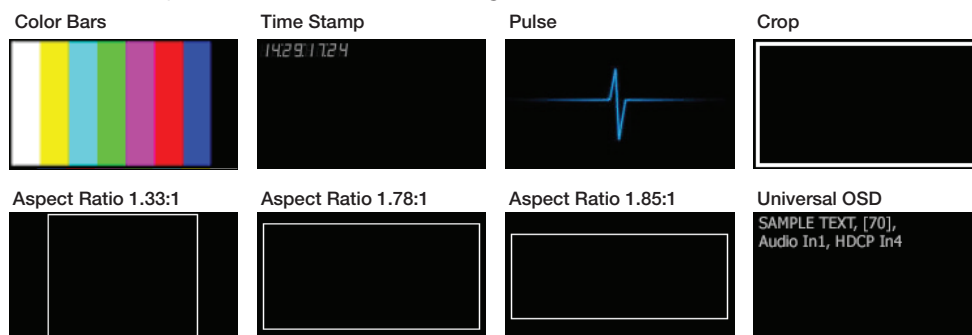 Color Bars
Time Stamp
Pulse
Crop
14:29:17.24
Aspect Ratio 1.33:1
Aspect Ratio 1.78:1
Aspect Ratio 1.85:1
Universal OSD
SAMPLE TEXT, [70],
Audio In1, HDCP In4